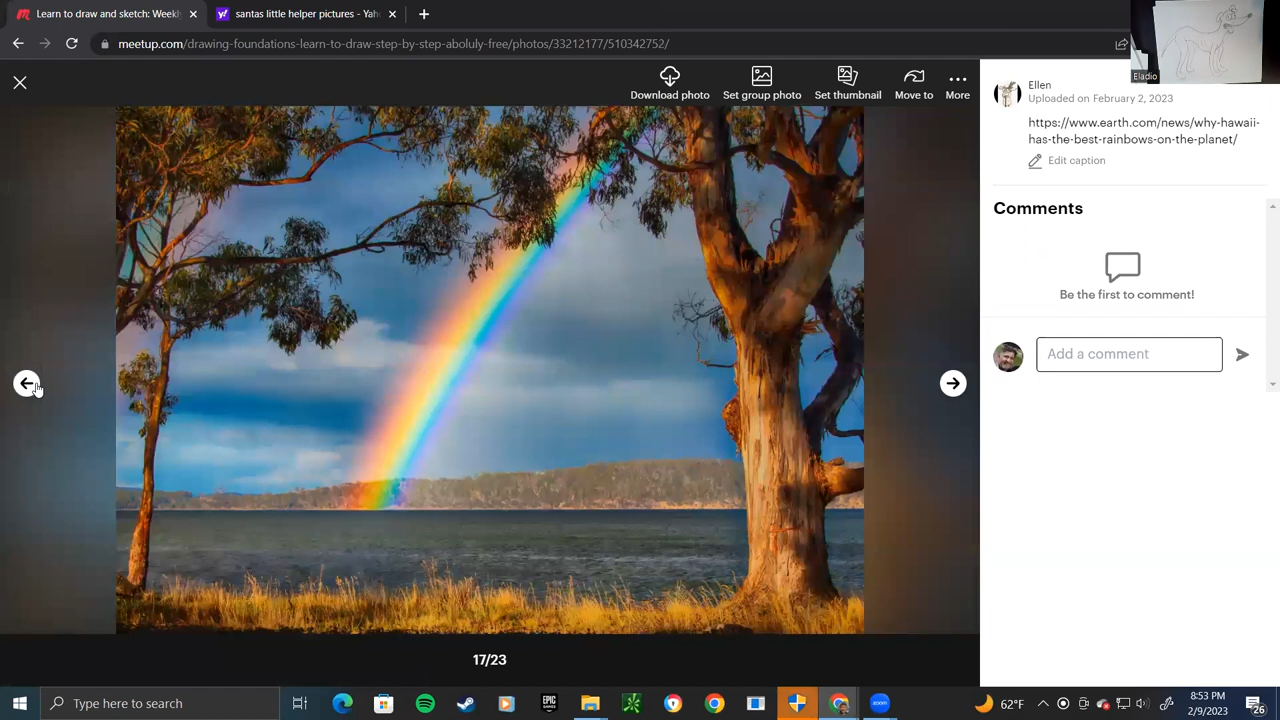 Learn to draw and sketch: Weekly
santas little helper pictures - Yah
meetup.com/drawing-foundations-learn-to-draw-step-by-step-aboluly-free/photos/33212177/510342752/
Eladio
Download photo
Set group photo
Set thumbnail
Move to
More
Ellen
Uploaded on February 2, 2023
https://www.earth.com/news/why-hawaii-
has-the-best-rainbows-on-the-planet/
Edit caption
Comments
Be the first to comment!
Add a comment
17/23
Type here to search
EPIC
GAMES
zoom
62°F
8:53 PM
2/9/2023
26